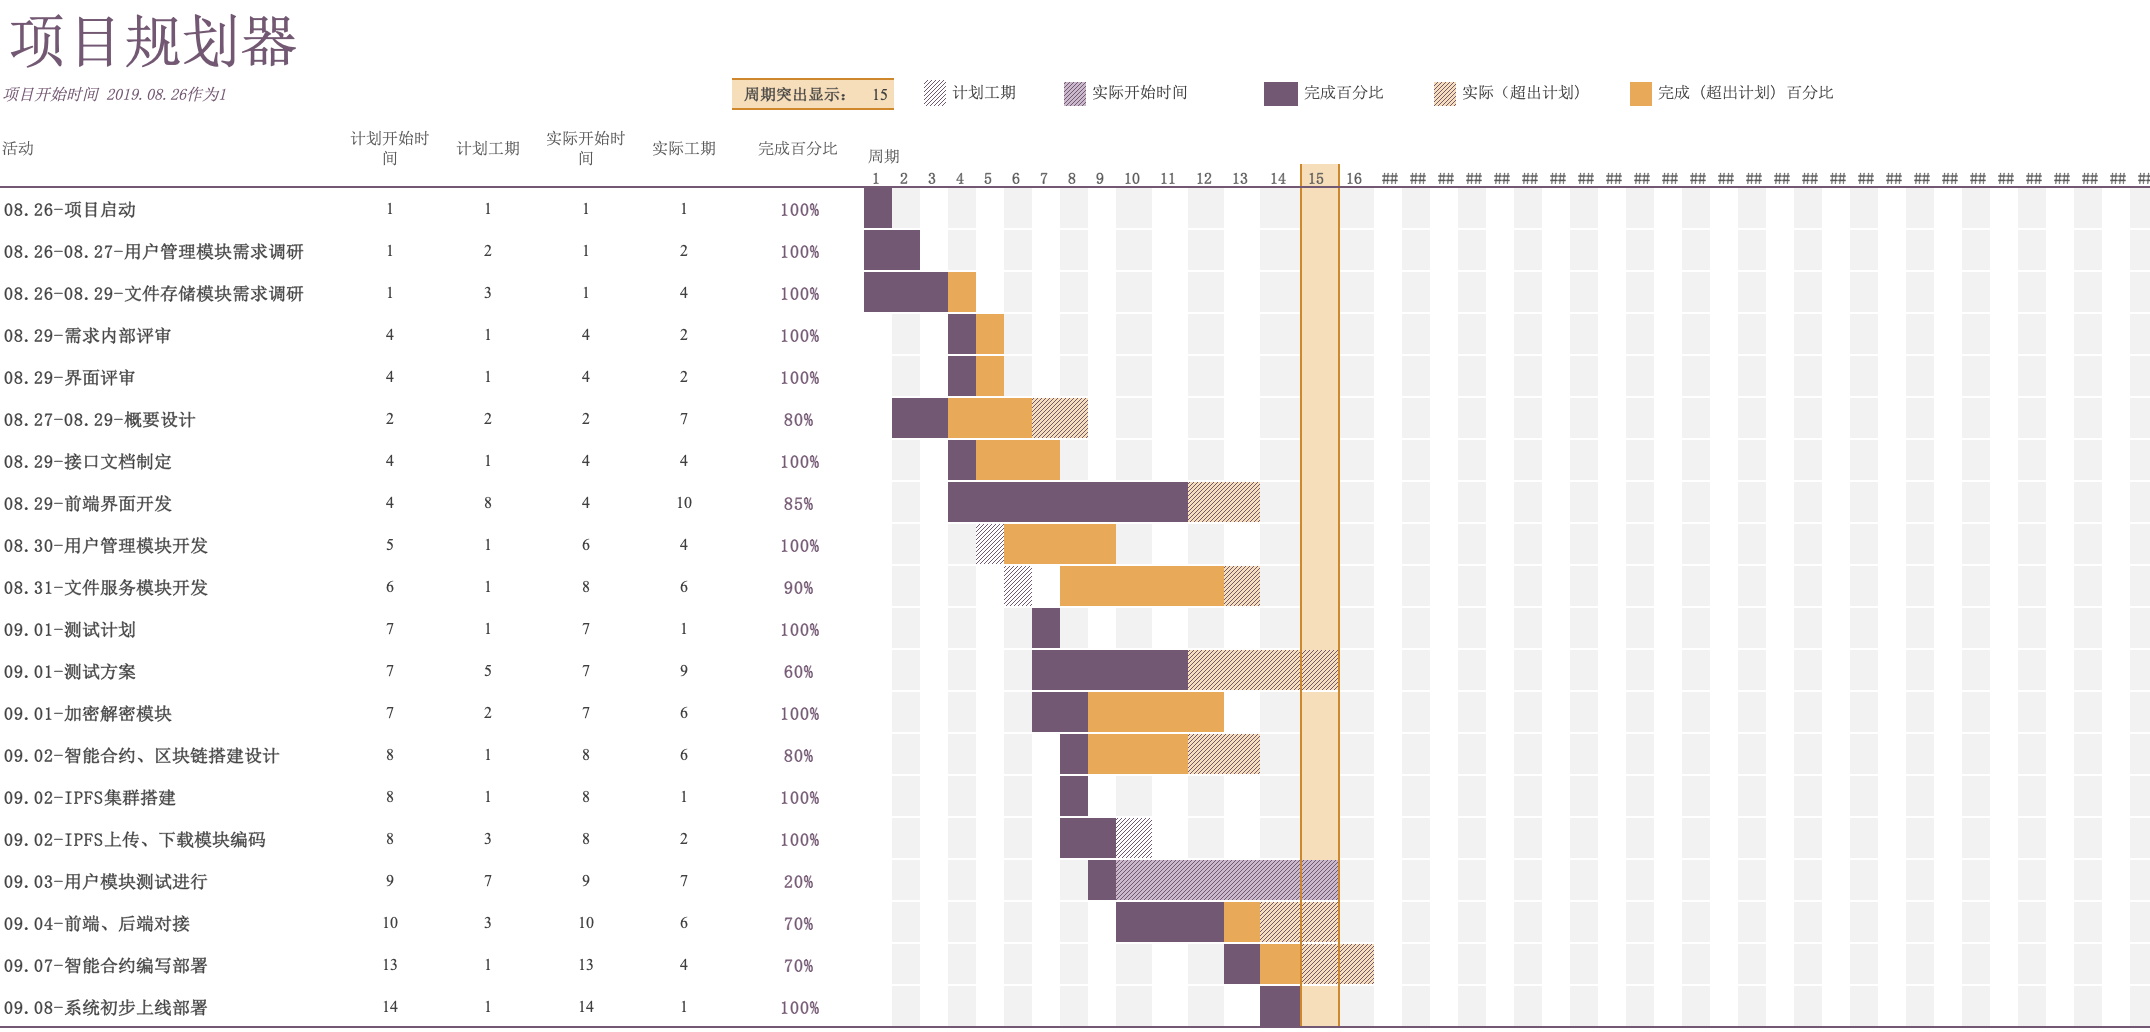 项目规划器
项目开始时间 2019.08.26作为1
周期突出显示: 15 计划工期 实际开始时间 完成百分比 实际（超出计划） 完成（超出计划）百分比
活动 计划开始时间 计划工期 实际开始时间 实际工期 完成百分比 周期
1 2 3 4 5 6 7 8 9 10 11 12 13 14 15 16 ## ## ## ## ## ## ## ## ## ## ## ## ## ## ## ## ## ## ## ## ## ## ## ## ## ## ## ##
08.26-项目启动 1 1 1 1 100%
08.26-08.27-用户管理模块需求调研 1 2 1 2 100%
08.26-08.29-文件存储模块需求调研 1 3 1 4 100%
08.29-需求内部评审 4 1 4 2 100%
08.29-界面评审 4 1 4 2 100%
08.27-08.29-概要设计 2 2 2 7 80%
08.29-接口文档制定 4 1 4 4 100%
08.29-前端界面开发 4 8 4 10 85%
08.30-用户管理模块开发 5 1 6 4 100%
08.31-文件服务模块开发 6 1 8 6 90%
09.01-测试计划 7 1 7 1 100%
09.01-测试方案 7 5 7 9 60%
09.01-加密解密模块 7 2 7 6 100%
09.02-智能合约、区块链搭建设计 8 1 8 6 80%
09.02-IPFS集群搭建 8 1 8 1 100%
09.02-IPFS上传、下载模块编码 8 3 8 2 100%
09.03-用户模块测试进行 9 7 9 7 20%
09.04-前端、后端对接 10 3 10 6 70%
09.07-智能合约编写部署 13 1 13 4 70%
09.08-系统初步上线部署 14 1 14 1 100%